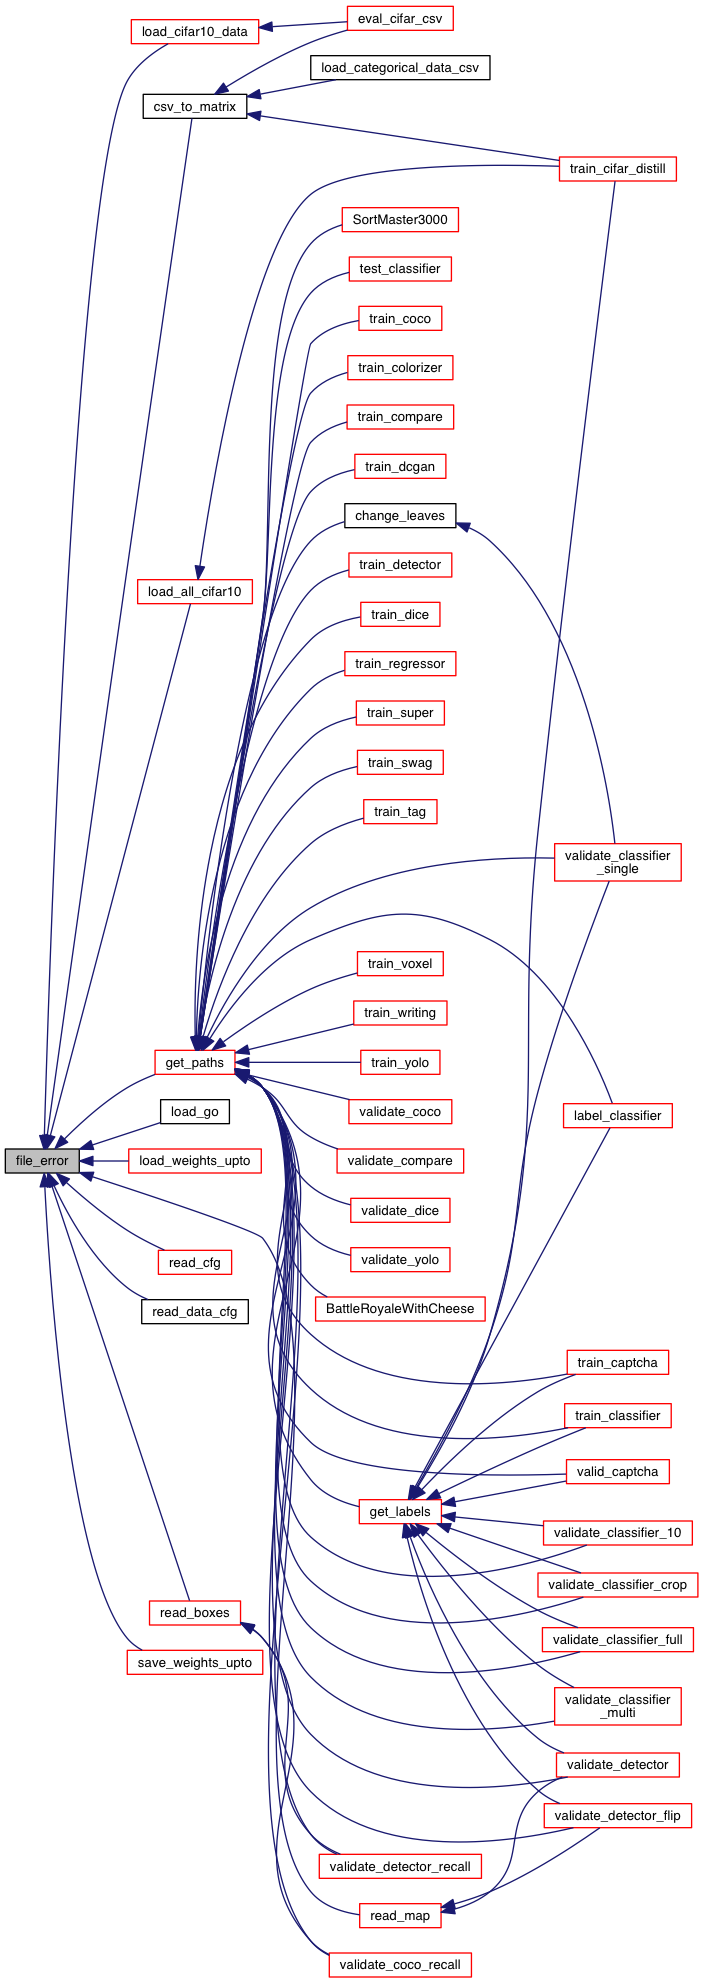 eval_cifar_csv
load_cifar10_data
load_categorical_data_csv
csv_to_matrix
train_cifar_distill
SortMaster3000
test_classifier
train_coco
train_colorizer
train_compare
train_dcgan
change_leaves
train_detector
load_all_cifar10
train_dice
train_regressor
train_super
train_swag
train_tag
validate_classifier
_single
train_voxel
train_writing
get_paths
train_yolo
load_go
validate_coco
label_classifier
file_error
load_weights_upto
validate_compare
validate_dice
read_cfg
validate_yolo
read_data_cfg
BattleRoyaleWithCheese
train_captcha
train_classifier
valid_captcha
get_labels
validate_classifier_10
validate_classifier_crop
read_boxes
validate_classifier_full
save_weights_upto
validate_classifier
_multi
validate_detector
validate_detector_flip
validate_detector_recall
read_map
validate_coco_recall